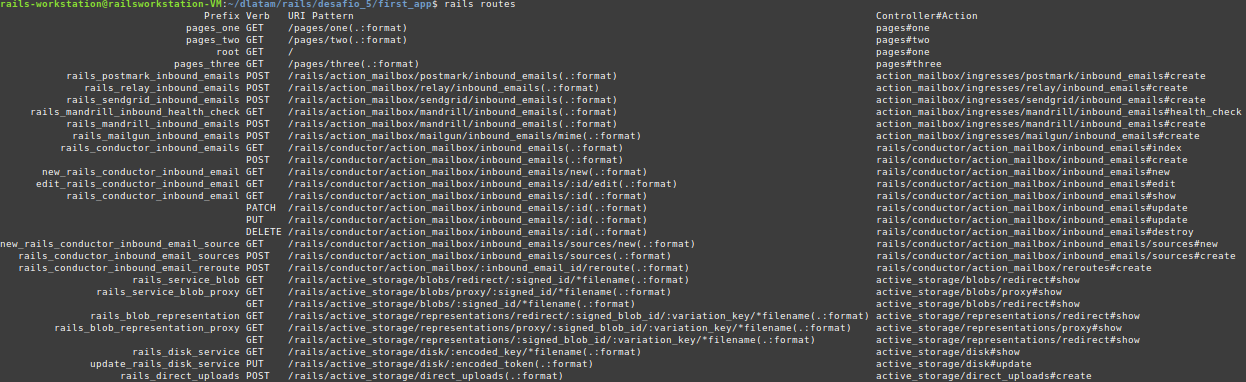 rails-workstation@railsworkstation-VM:~/dlatam/rails/desafio_5/first_app$ rails routes
Prefix Verb URI Pattern Controller#Action
pages_one GET /pages/one(.:format) pages#one
pages_two GET /pages/two(.:format) pages#two
root GET / pages#one
pages_three GET /pages/three(.:format) pages#three
rails_postmark_inbound_emails POST /rails/action_mailbox/postmark/inbound_emails(.:format) action_mailbox/ingresses/postmark/inbound_emails#create
rails_relay_inbound_emails POST /rails/action_mailbox/relay/inbound_emails(.:format) action_mailbox/ingresses/relay/inbound_emails#create
rails_sendgrid_inbound_emails POST /rails/action_mailbox/sendgrid/inbound_emails(.:format) action_mailbox/ingresses/sendgrid/inbound_emails#create
rails_mandrill_inbound_health_check GET /rails/action_mailbox/mandrill/inbound_emails(.:format) action_mailbox/ingresses/mandrill/inbound_emails#health_check
rails_mandrill_inbound_emails POST /rails/action_mailbox/mandrill/inbound_emails(.:format) action_mailbox/ingresses/mandrill/inbound_emails#create
rails_mailgun_inbound_emails POST /rails/action_mailbox/mailgun/inbound_emails/mime(.:format) action_mailbox/ingresses/mailgun/inbound_emails#create
rails_conductor_inbound_emails GET /rails/conductor/action_mailbox/inbound_emails(.:format) rails/conductor/action_mailbox/inbound_emails#index
POST /rails/conductor/action_mailbox/inbound_emails(.:format) rails/conductor/action_mailbox/inbound_emails#create
new_rails_conductor_inbound_email GET /rails/conductor/action_mailbox/inbound_emails/new(.:format) rails/conductor/action_mailbox/inbound_emails#new
edit_rails_conductor_inbound_email GET /rails/conductor/action_mailbox/inbound_emails/:id/edit(.:format) rails/conductor/action_mailbox/inbound_emails#edit
rails_conductor_inbound_email GET /rails/conductor/action_mailbox/inbound_emails/:id(.:format) rails/conductor/action_mailbox/inbound_emails#show
PATCH /rails/conductor/action_mailbox/inbound_emails/:id(.:format) rails/conductor/action_mailbox/inbound_emails#update
PUT /rails/conductor/action_mailbox/inbound_emails/:id(.:format) rails/conductor/action_mailbox/inbound_emails#update
DELETE /rails/conductor/action_mailbox/inbound_emails/:id(.:format) rails/conductor/action_mailbox/inbound_emails#destroy
new_rails_conductor_inbound_email_source GET /rails/conductor/action_mailbox/inbound_emails/sources/new(.:format) rails/conductor/action_mailbox/inbound_emails/sources#new
rails_conductor_inbound_email_sources POST /rails/conductor/action_mailbox/inbound_emails/sources(.:format) rails/conductor/action_mailbox/inbound_emails/sources#create
rails_conductor_inbound_email_reroute POST /rails/conductor/action_mailbox/:inbound_email_id/reroute(.:format) rails/conductor/action_mailbox/reroutes#create
rails_service_blob GET /rails/active_storage/blobs/redirect/:signed_id/*filename(.:format) active_storage/blobs/redirect#show
rails_service_blob_proxy GET /rails/active_storage/blobs/proxy/:signed_id/*filename(.:format) active_storage/blobs/proxy#show
GET /rails/active_storage/blobs/:signed_id/*filename(.:format) active_storage/blobs/redirect#show
rails_blob_representation GET /rails/active_storage/representations/redirect/:signed_blob_id/:variation_key/*filename(.:format) active_storage/representations/redirect#show
rails_blob_representation_proxy GET /rails/active_storage/representations/proxy/:signed_blob_id/:variation_key/*filename(.:format) active_storage/representations/proxy#show
GET /rails/active_storage/representations/:signed_blob_id/:variation_key/*filename(.:format) active_storage/representations/redirect#show
rails_disk_service GET /rails/active_storage/disk/:encoded_key/*filename(.:format) active_storage/disk#show
update_rails_disk_service PUT /rails/active_storage/disk/:encoded_token(.:format) active_storage/disk#update
rails_direct_uploads POST /rails/active_storage/direct_uploads(.:format) active_storage/direct_uploads#create